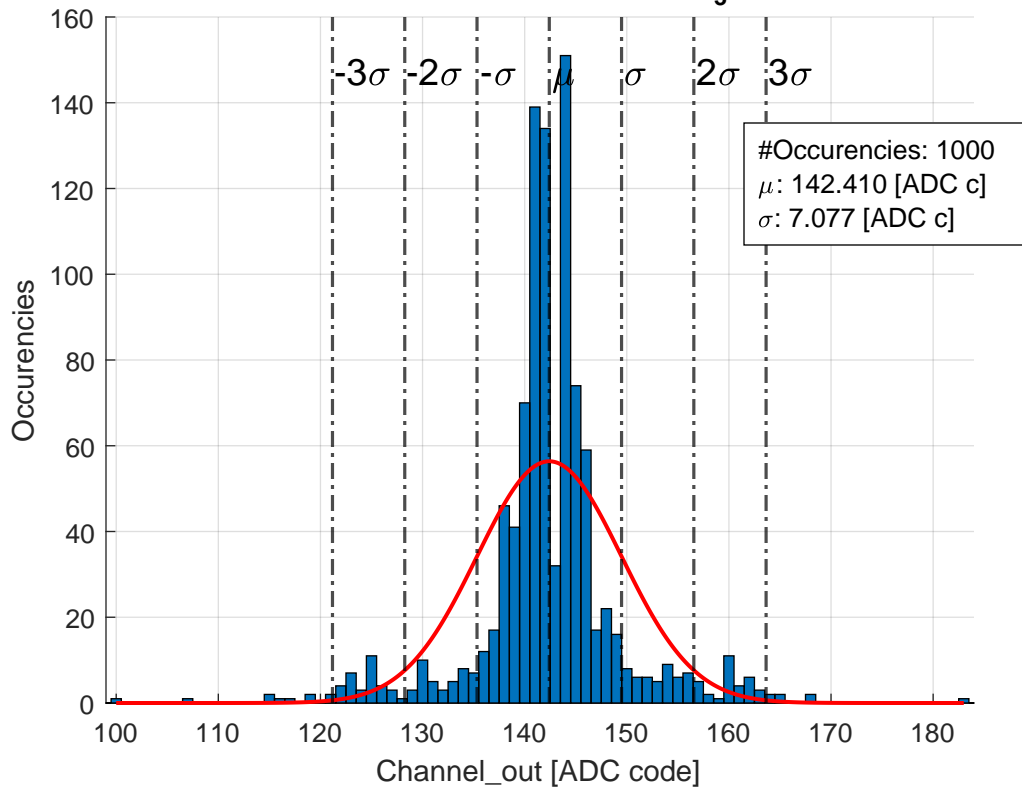 160
140
120
100
80
60
40
20
0
Occurencies
-3σ
-2σ
-σ
μ
σ
2σ
3σ
#Occurencies: 1000
μ: 142.410 [ADC c]
σ: 7.077 [ADC c]
100
110
120
130
140
150
160
170
180
Channel_out [ADC code]